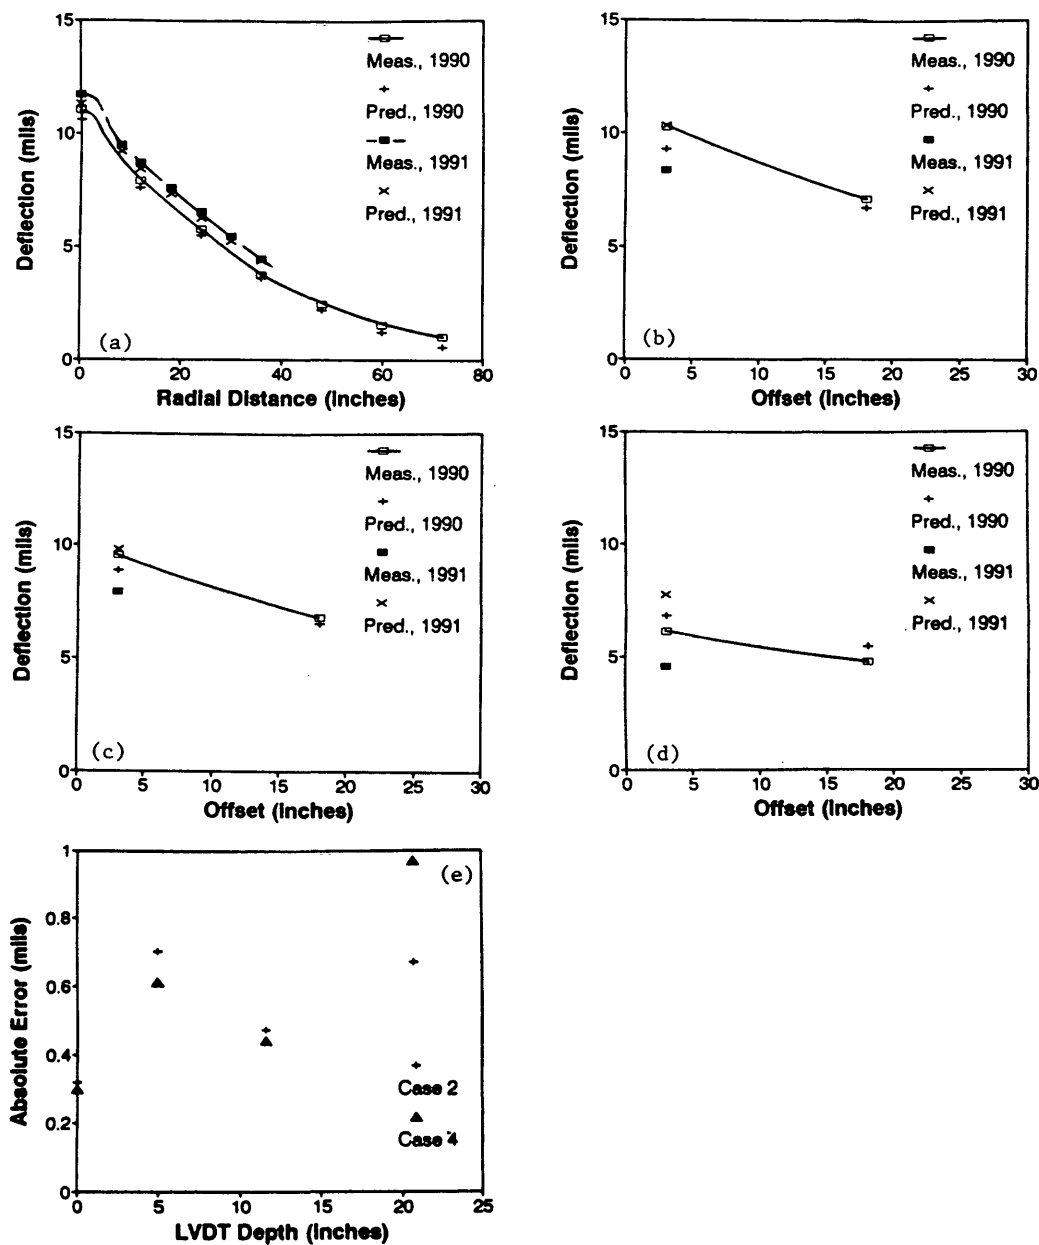 15
10
5
0
Deflection (mils)
0 20 40 60 80
Radial Distance (inches)
Meas., 1990
Pred., 1990
Meas., 1991
Pred., 1991
(a)
15
10
5
0
Deflection (mils)
0 5 10 15 20 25 30
Offset (inches)
Meas., 1990
Pred., 1990
Meas., 1991
Pred., 1991
(b)
15
10
5
0
Deflection (mils)
0 5 10 15 20 25 30
Offset (inches)
Meas., 1990
Pred., 1990
Meas., 1991
Pred., 1991
(c)
15
10
5
0
Deflection (mils)
0 5 10 15 20 25 30
Offset (inches)
Meas., 1990
Pred., 1990
Meas., 1991
Pred., 1991
(d)
1
0.8
0.6
0.4
0.2
0
Absolute Error (mils)
0 5 10 15 20 25
LVDT Depth (inches)
(e)
Case 2
Case 4